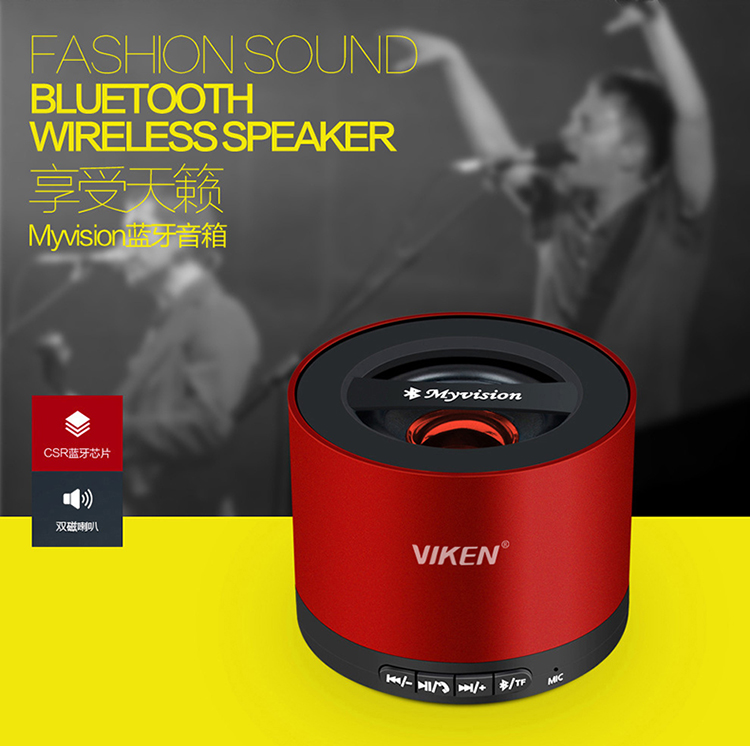 FASHION SOUND
BLUETOOTH
WIRELESS SPEAKER
享受天籁
Myvision蓝牙音箱
Myvision
CSR蓝牙芯片
双磁喇叭
VIKEN®
/- / /+ /TF MIC